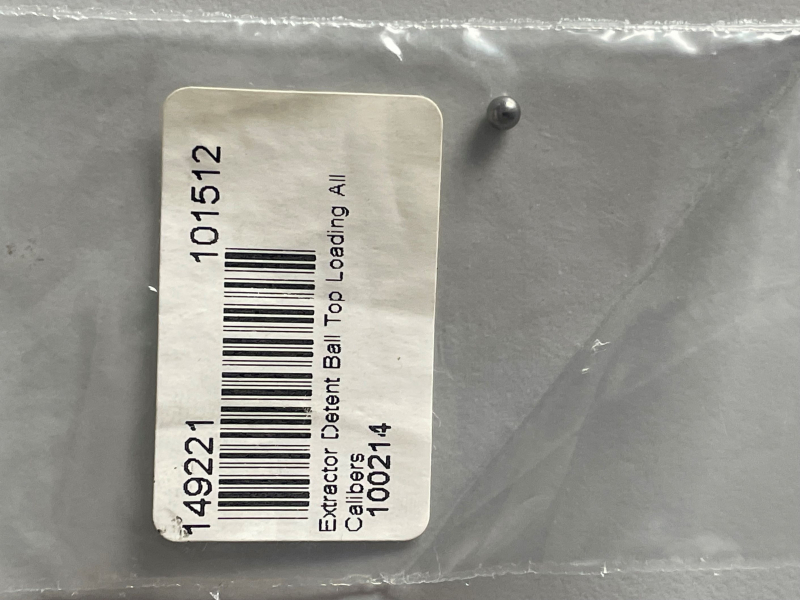 149221 101512
Extractor Detent Ball Top Loading All
Calibers
100214